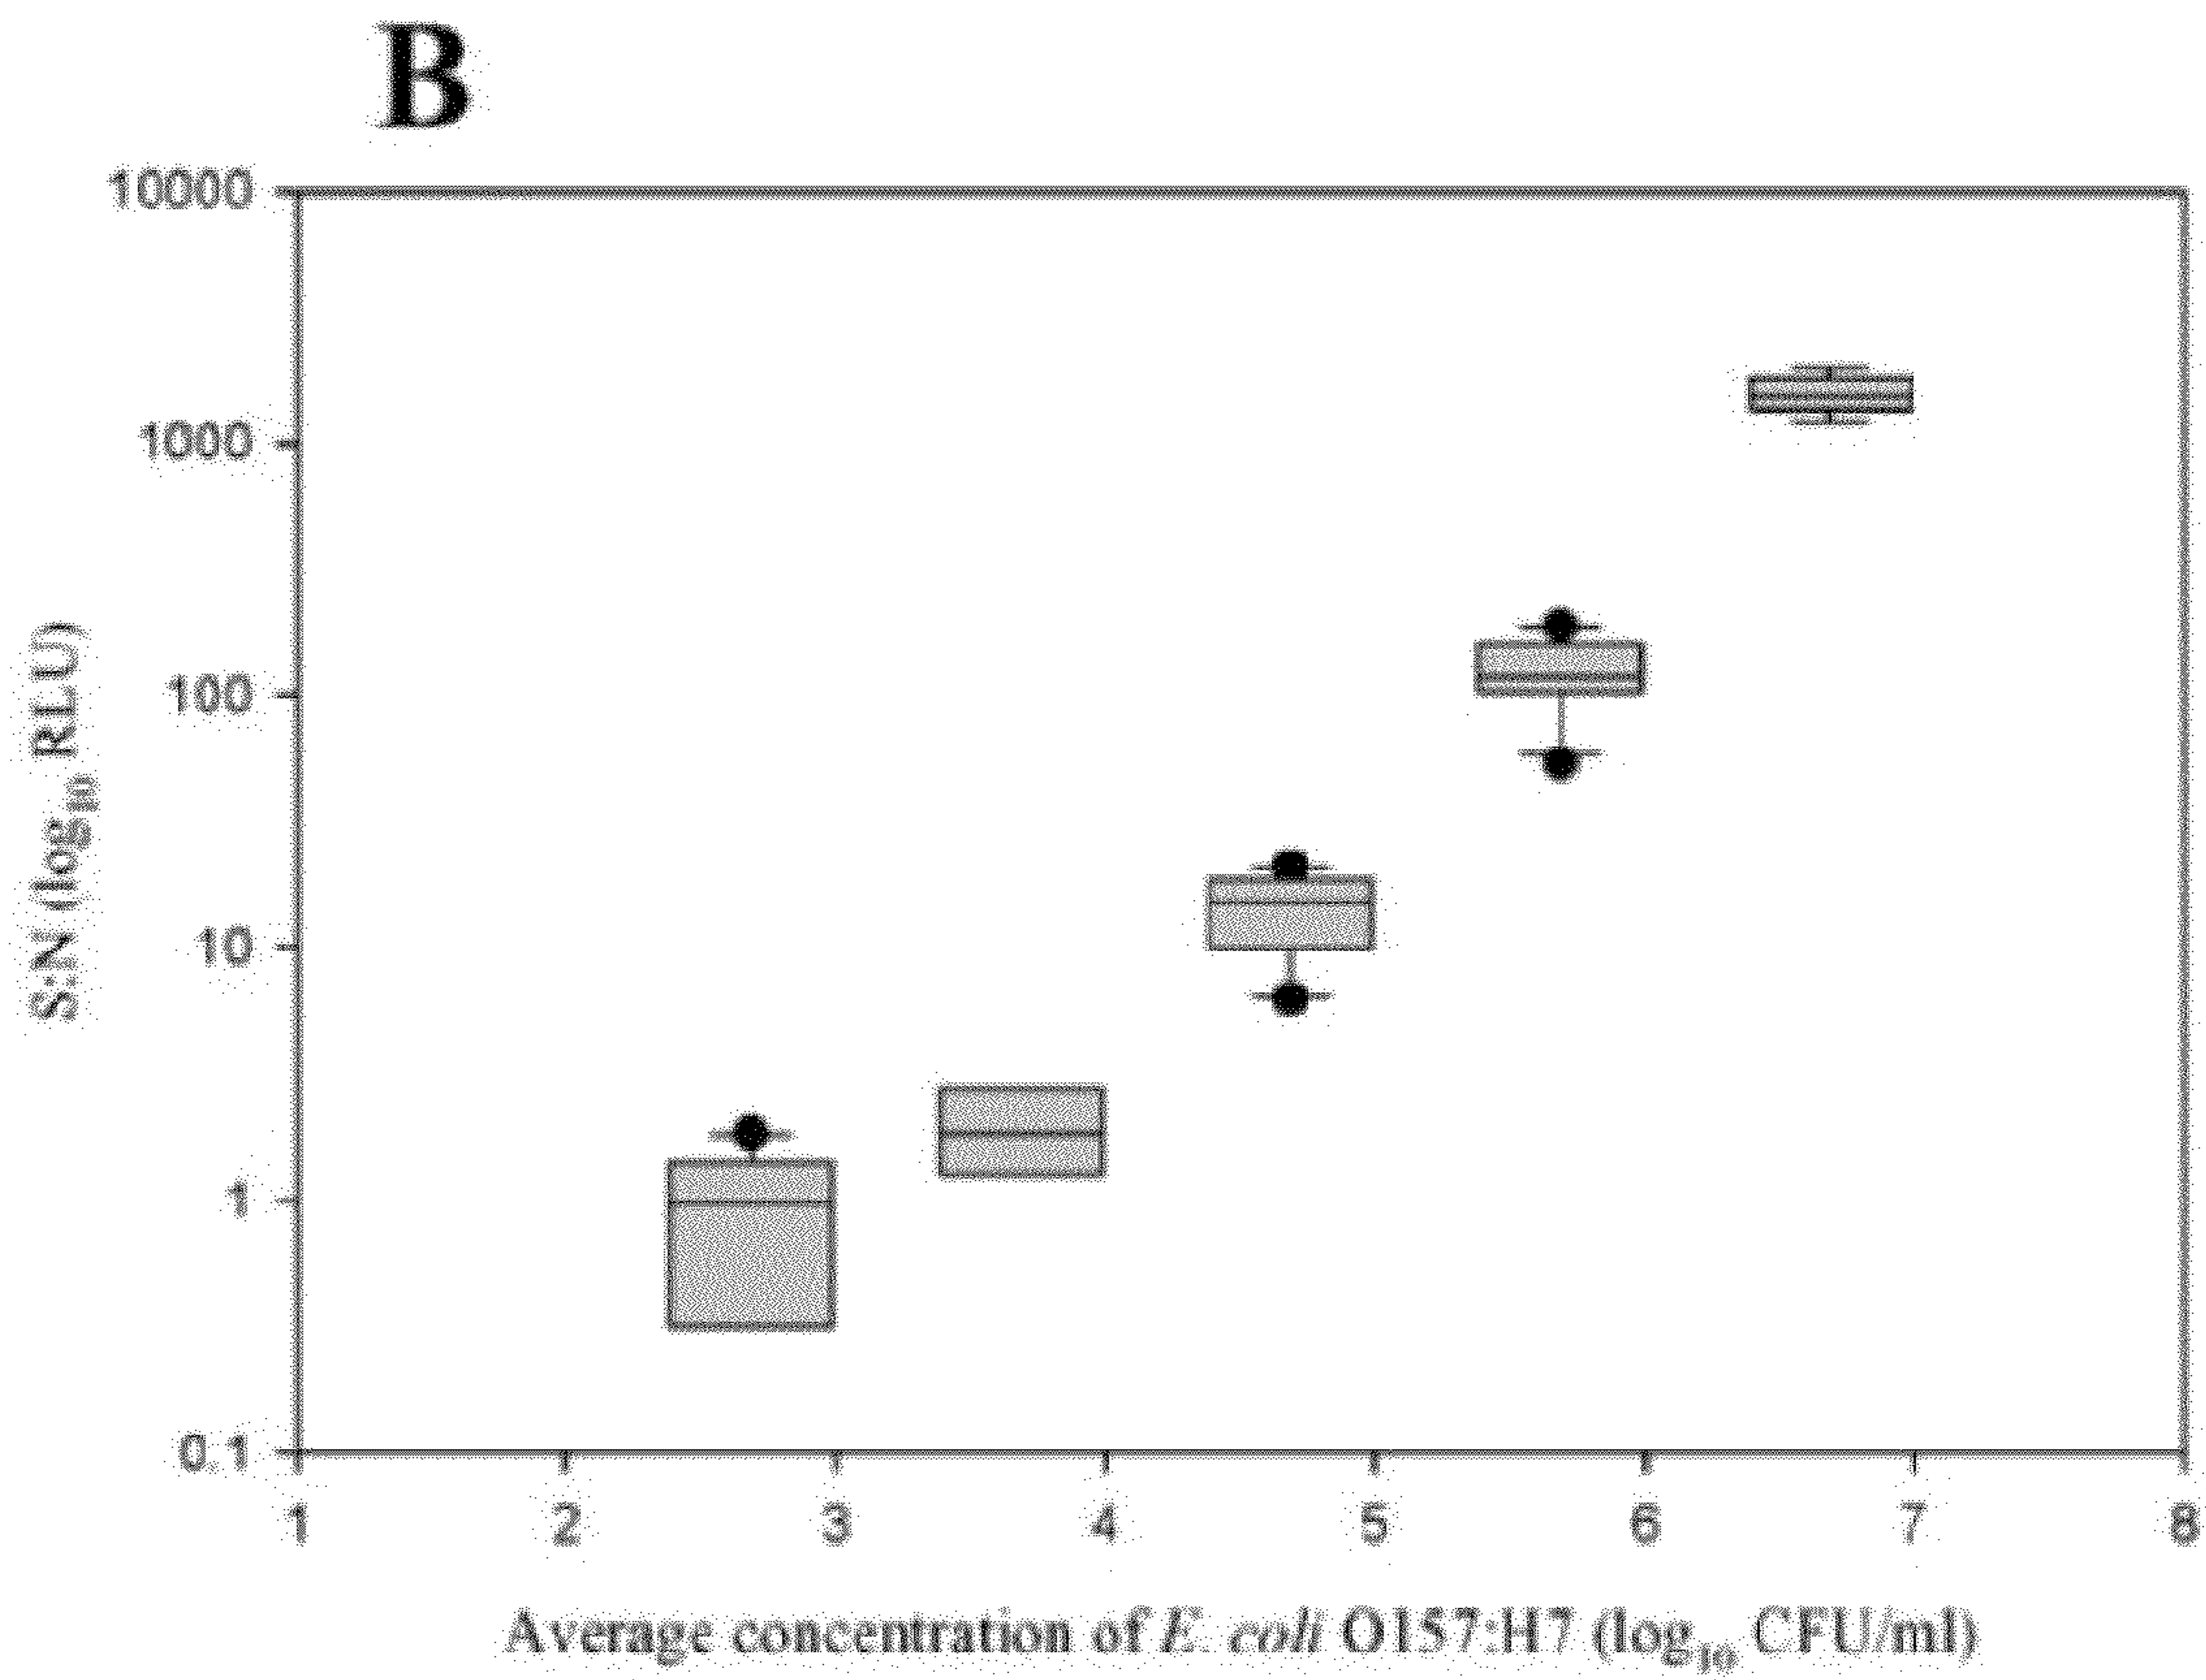 B
10000
1000
100
10
1
0.1
S:N (log10 RLU)
1 2 3 4 5 6 7 8
Average concentration of E. coli O157:H7 (log10 CFU/ml)